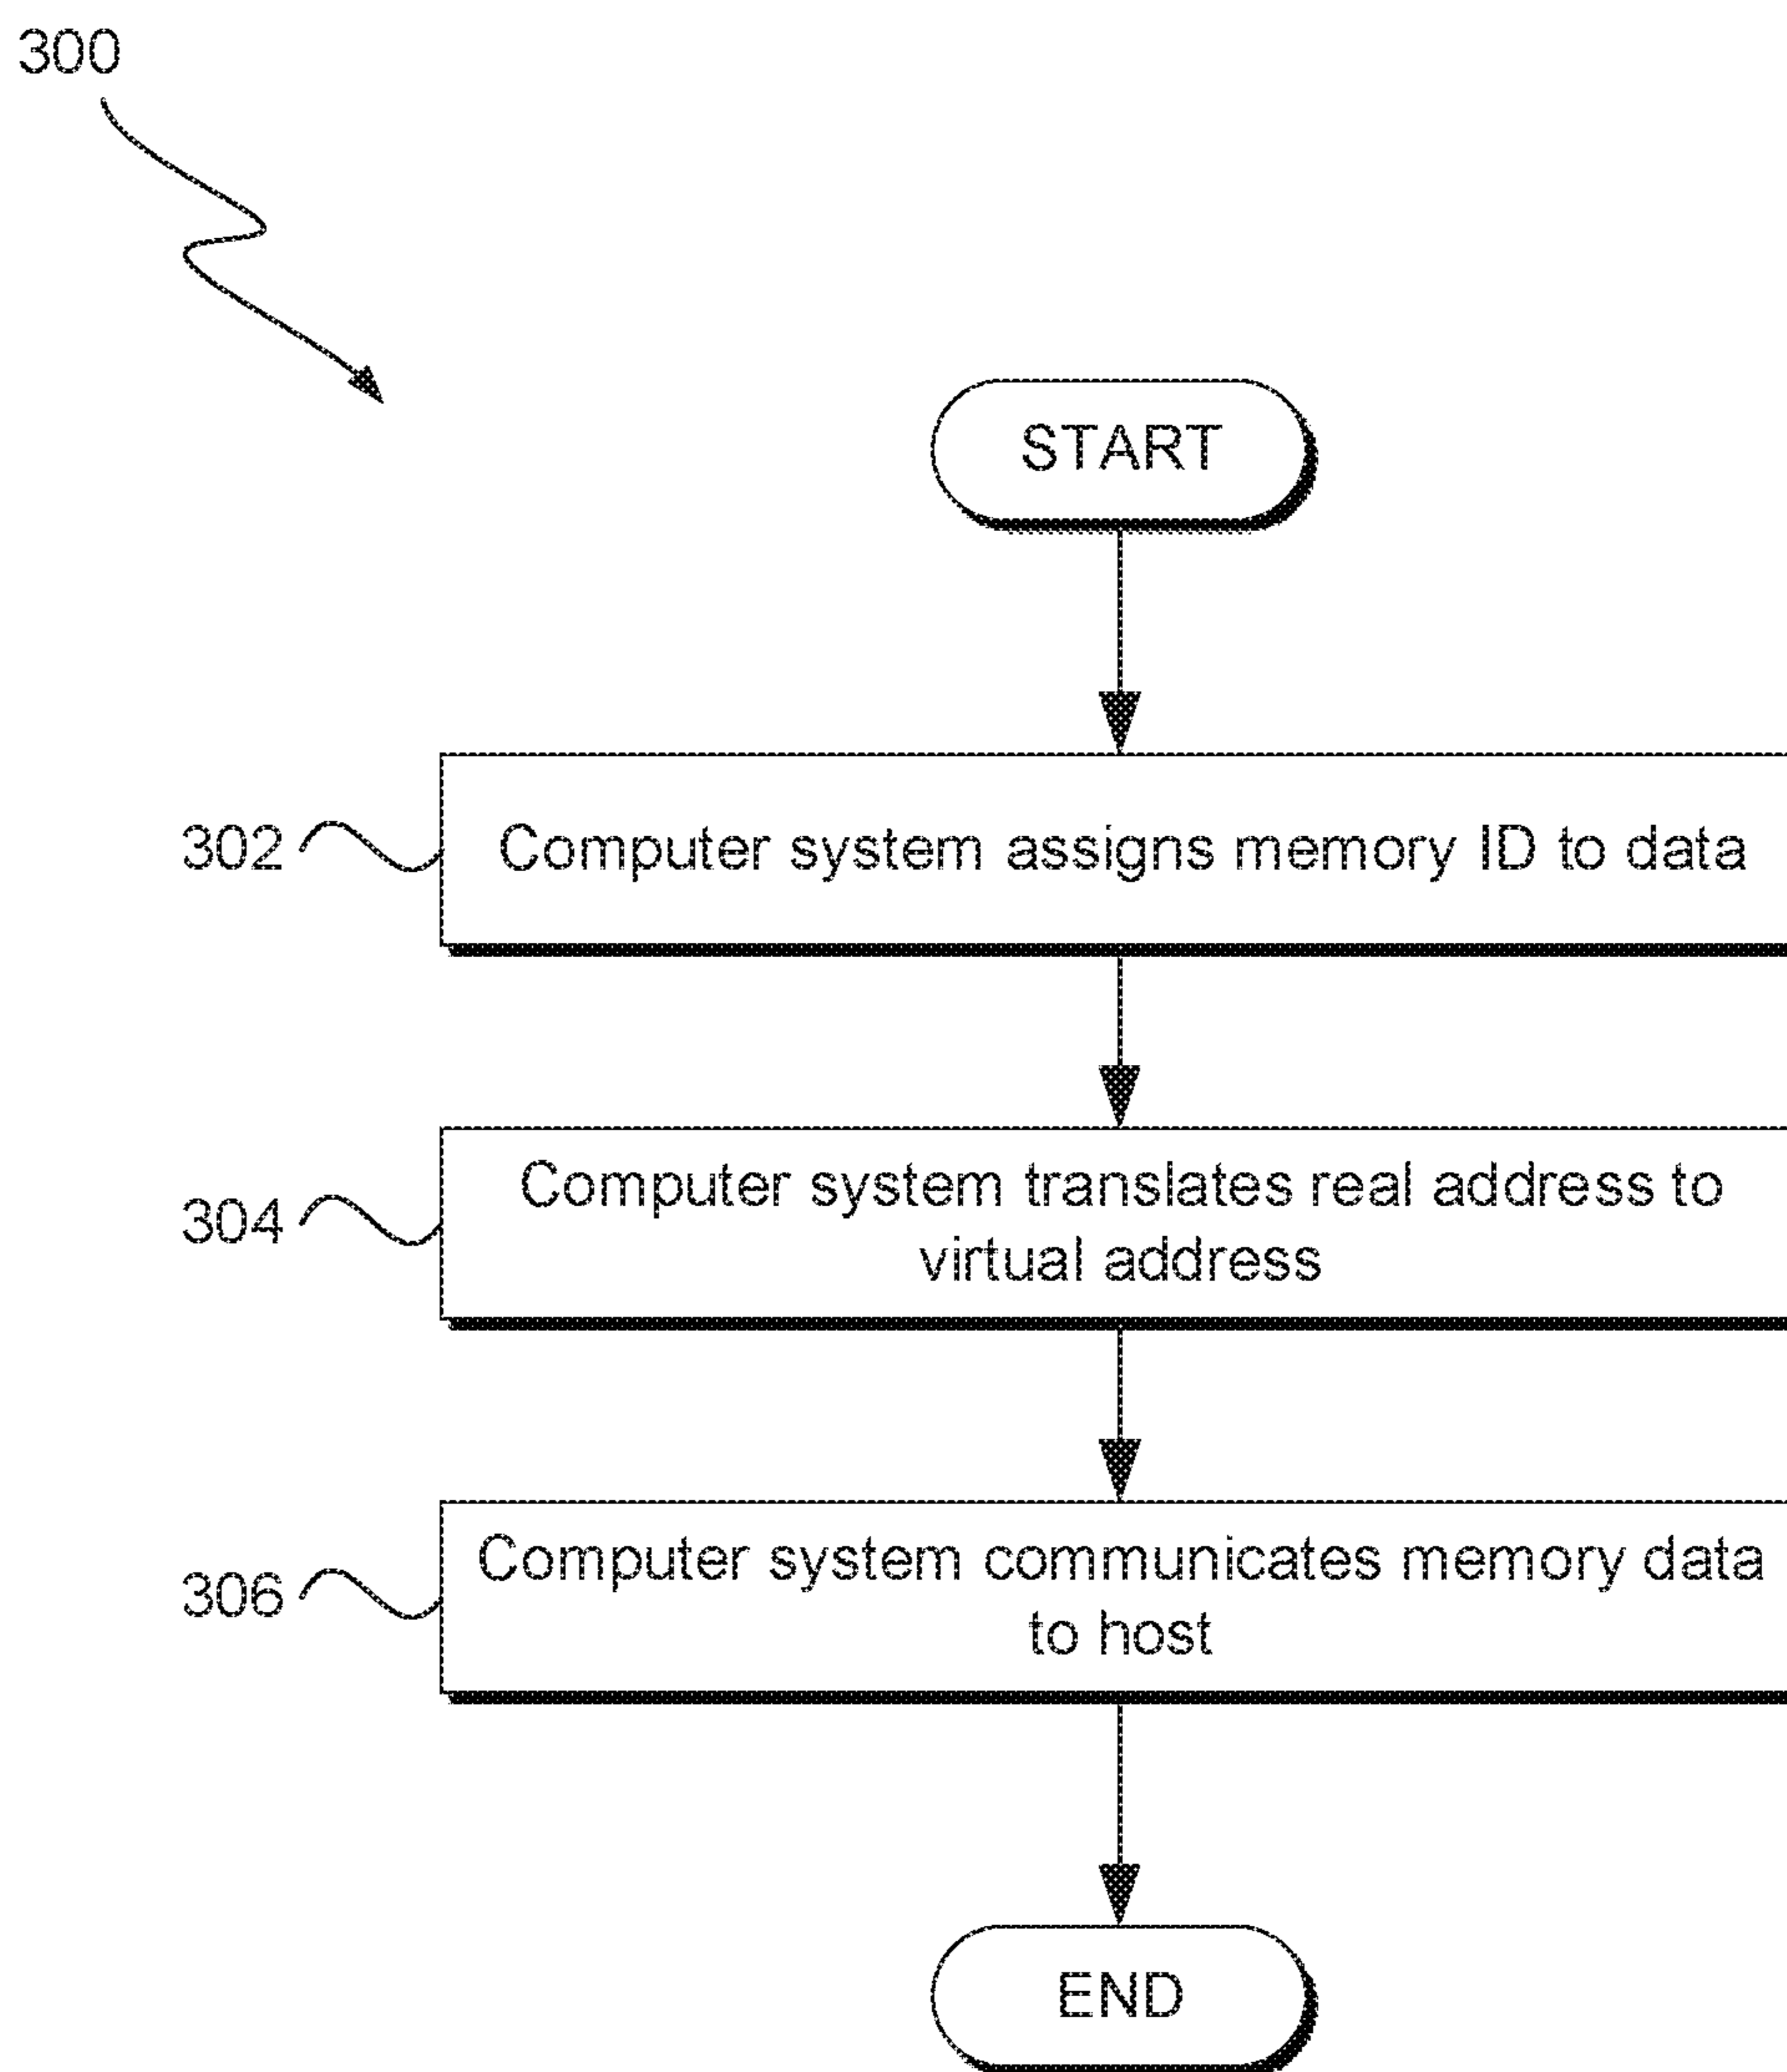 300
START
302
Computer system assigns memory ID to data
304
Computer system translates real address to
virtual address
306
Computer system communicates memory data
to host
END